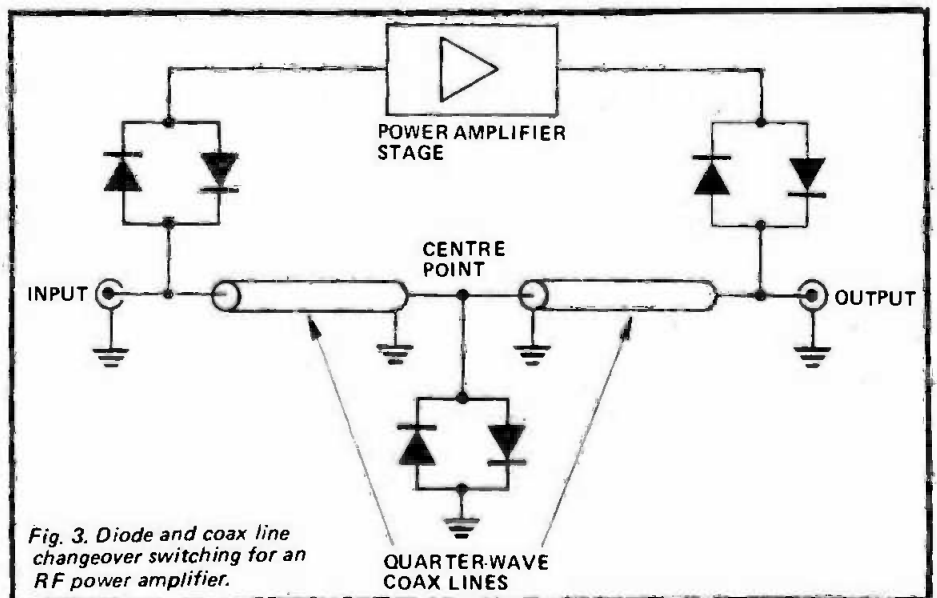 POWER AMPLIFIER
STAGE
CENTRE
POINT
INPUT
OUTPUT
Fig. 3. Diode and coax line
changeover switching for an
RF power amplifier.
QUARTER-WAVE
COAX LINES